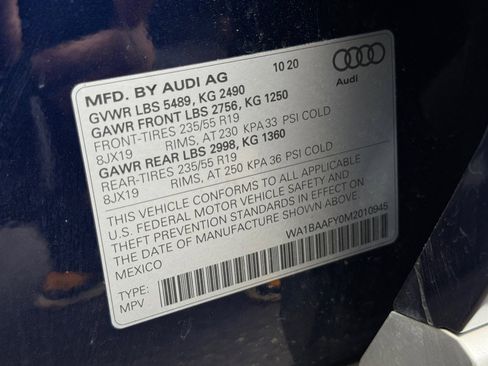 MFD. BY AUDI AG 10 20
GVWR LBS 5489, KG 2490
GAWR FRONT LBS 2756, KG 1250
FRONT-TIRES 235/55 R19
8JX19 RIMS, AT 230 KPA 33 PSI COLD
GAWR REAR LBS 2998, KG 1360
REAR-TIRES 235/55 R19
8JX19 RIMS, AT 250 KPA 36 PSI COLD
THIS VEHICLE CONFORMS TO ALL APPLICABLE
U.S. FEDERAL MOTOR VEHICLE SAFETY AND
THEFT PREVENTION STANDARDS IN EFFECT ON
THE DATE OF MANUFACTURE SHOWN ABOVE.
MEXICO
Audi
WA1BAAFY0M2010945
TYPE:
MPV